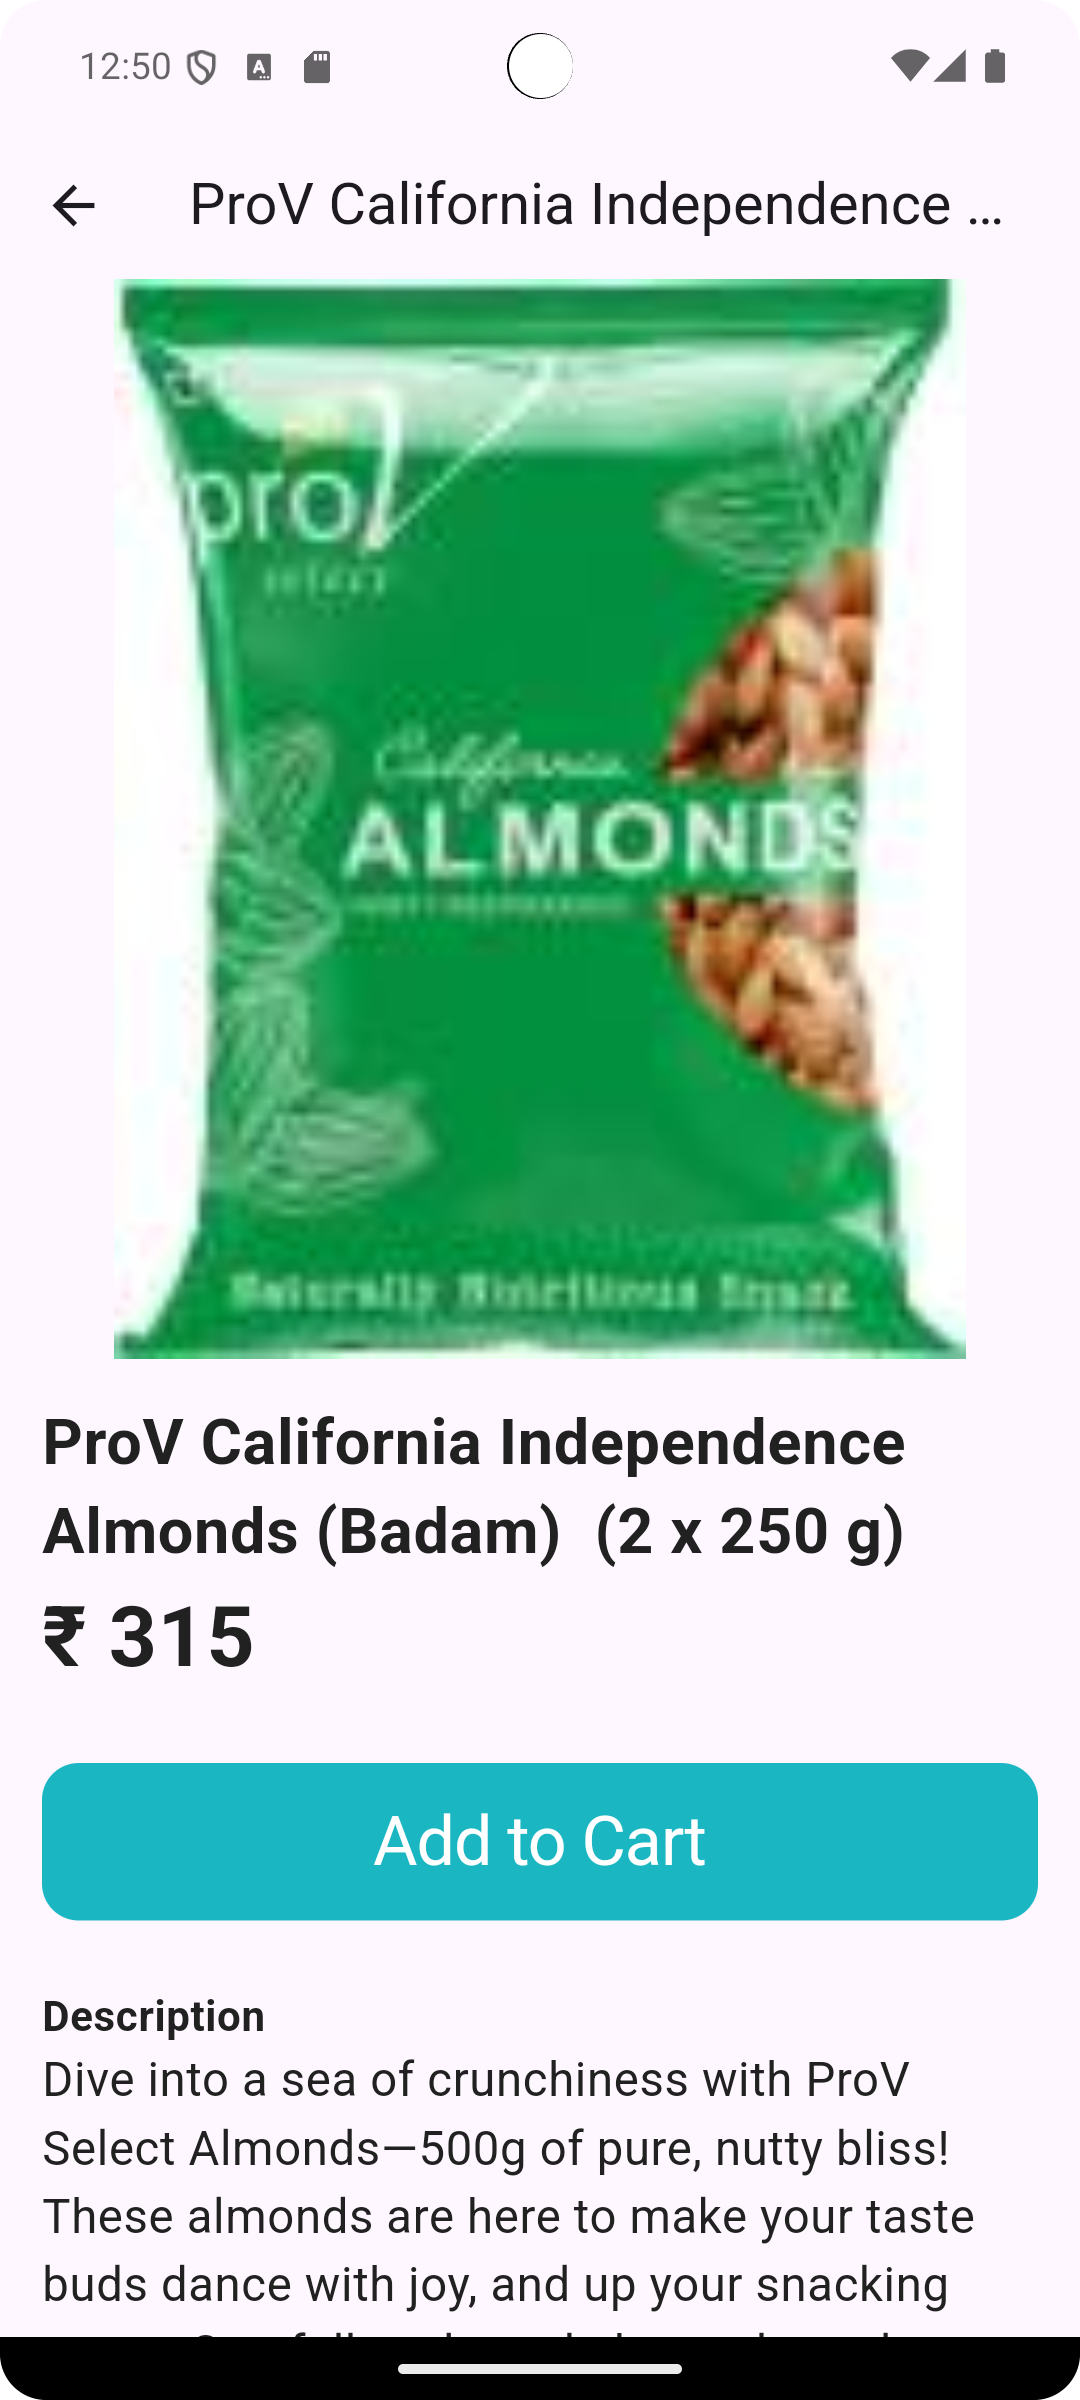 12:50
ProV California Independence ...
proV
select
California
ALMONDS
Naturally Nutritious Snack
ProV California Independence
Almonds (Badam) (2 x 250 g)
₹ 315
Add to Cart
Description
Dive into a sea of crunchiness with ProV
Select Almonds—500g of pure, nutty bliss!
These almonds are here to make your taste
buds dance with joy, and up your snacking